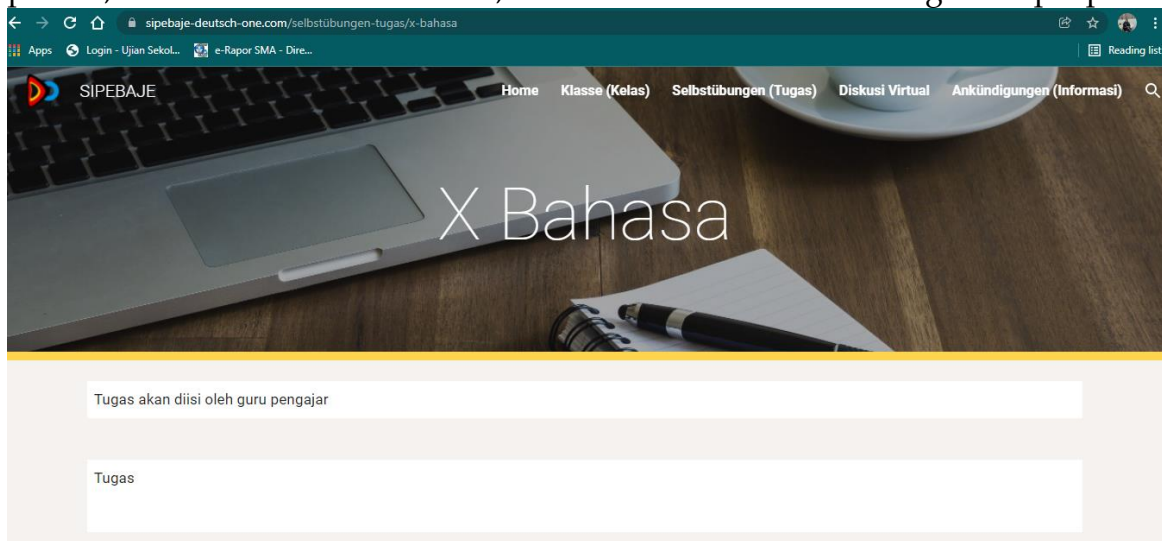 sipebaje-deutsch-one.com/selbstübungen-tugas/x-bahasa
Apps Login - Ujian Sekol... e-Rapor SMA - Dire... Reading list
SIPEBAJE Home Klasse (Kelas) Selbstübungen (Tugas) Diskusi Virtual Ankündigungen (Informasi)
X Bahasa
Tugas akan diisi oleh guru pengajar
Tugas